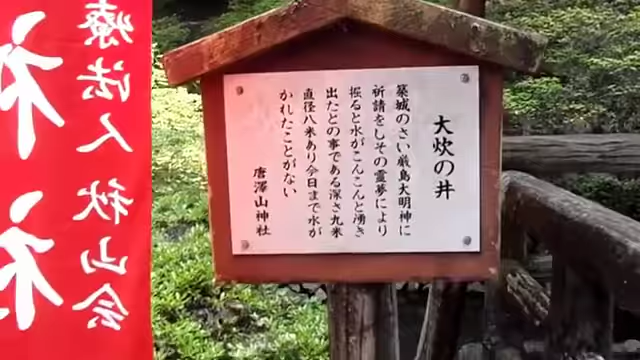 大炊の井
築城のさい厳島大明神に
祈請をしその霊夢により
掘ると水がこんこんと湧き
出たとの事である深さ九米
直径八米あり今日まで水が
かれたことがない
唐澤山神社
療法人 秋山会